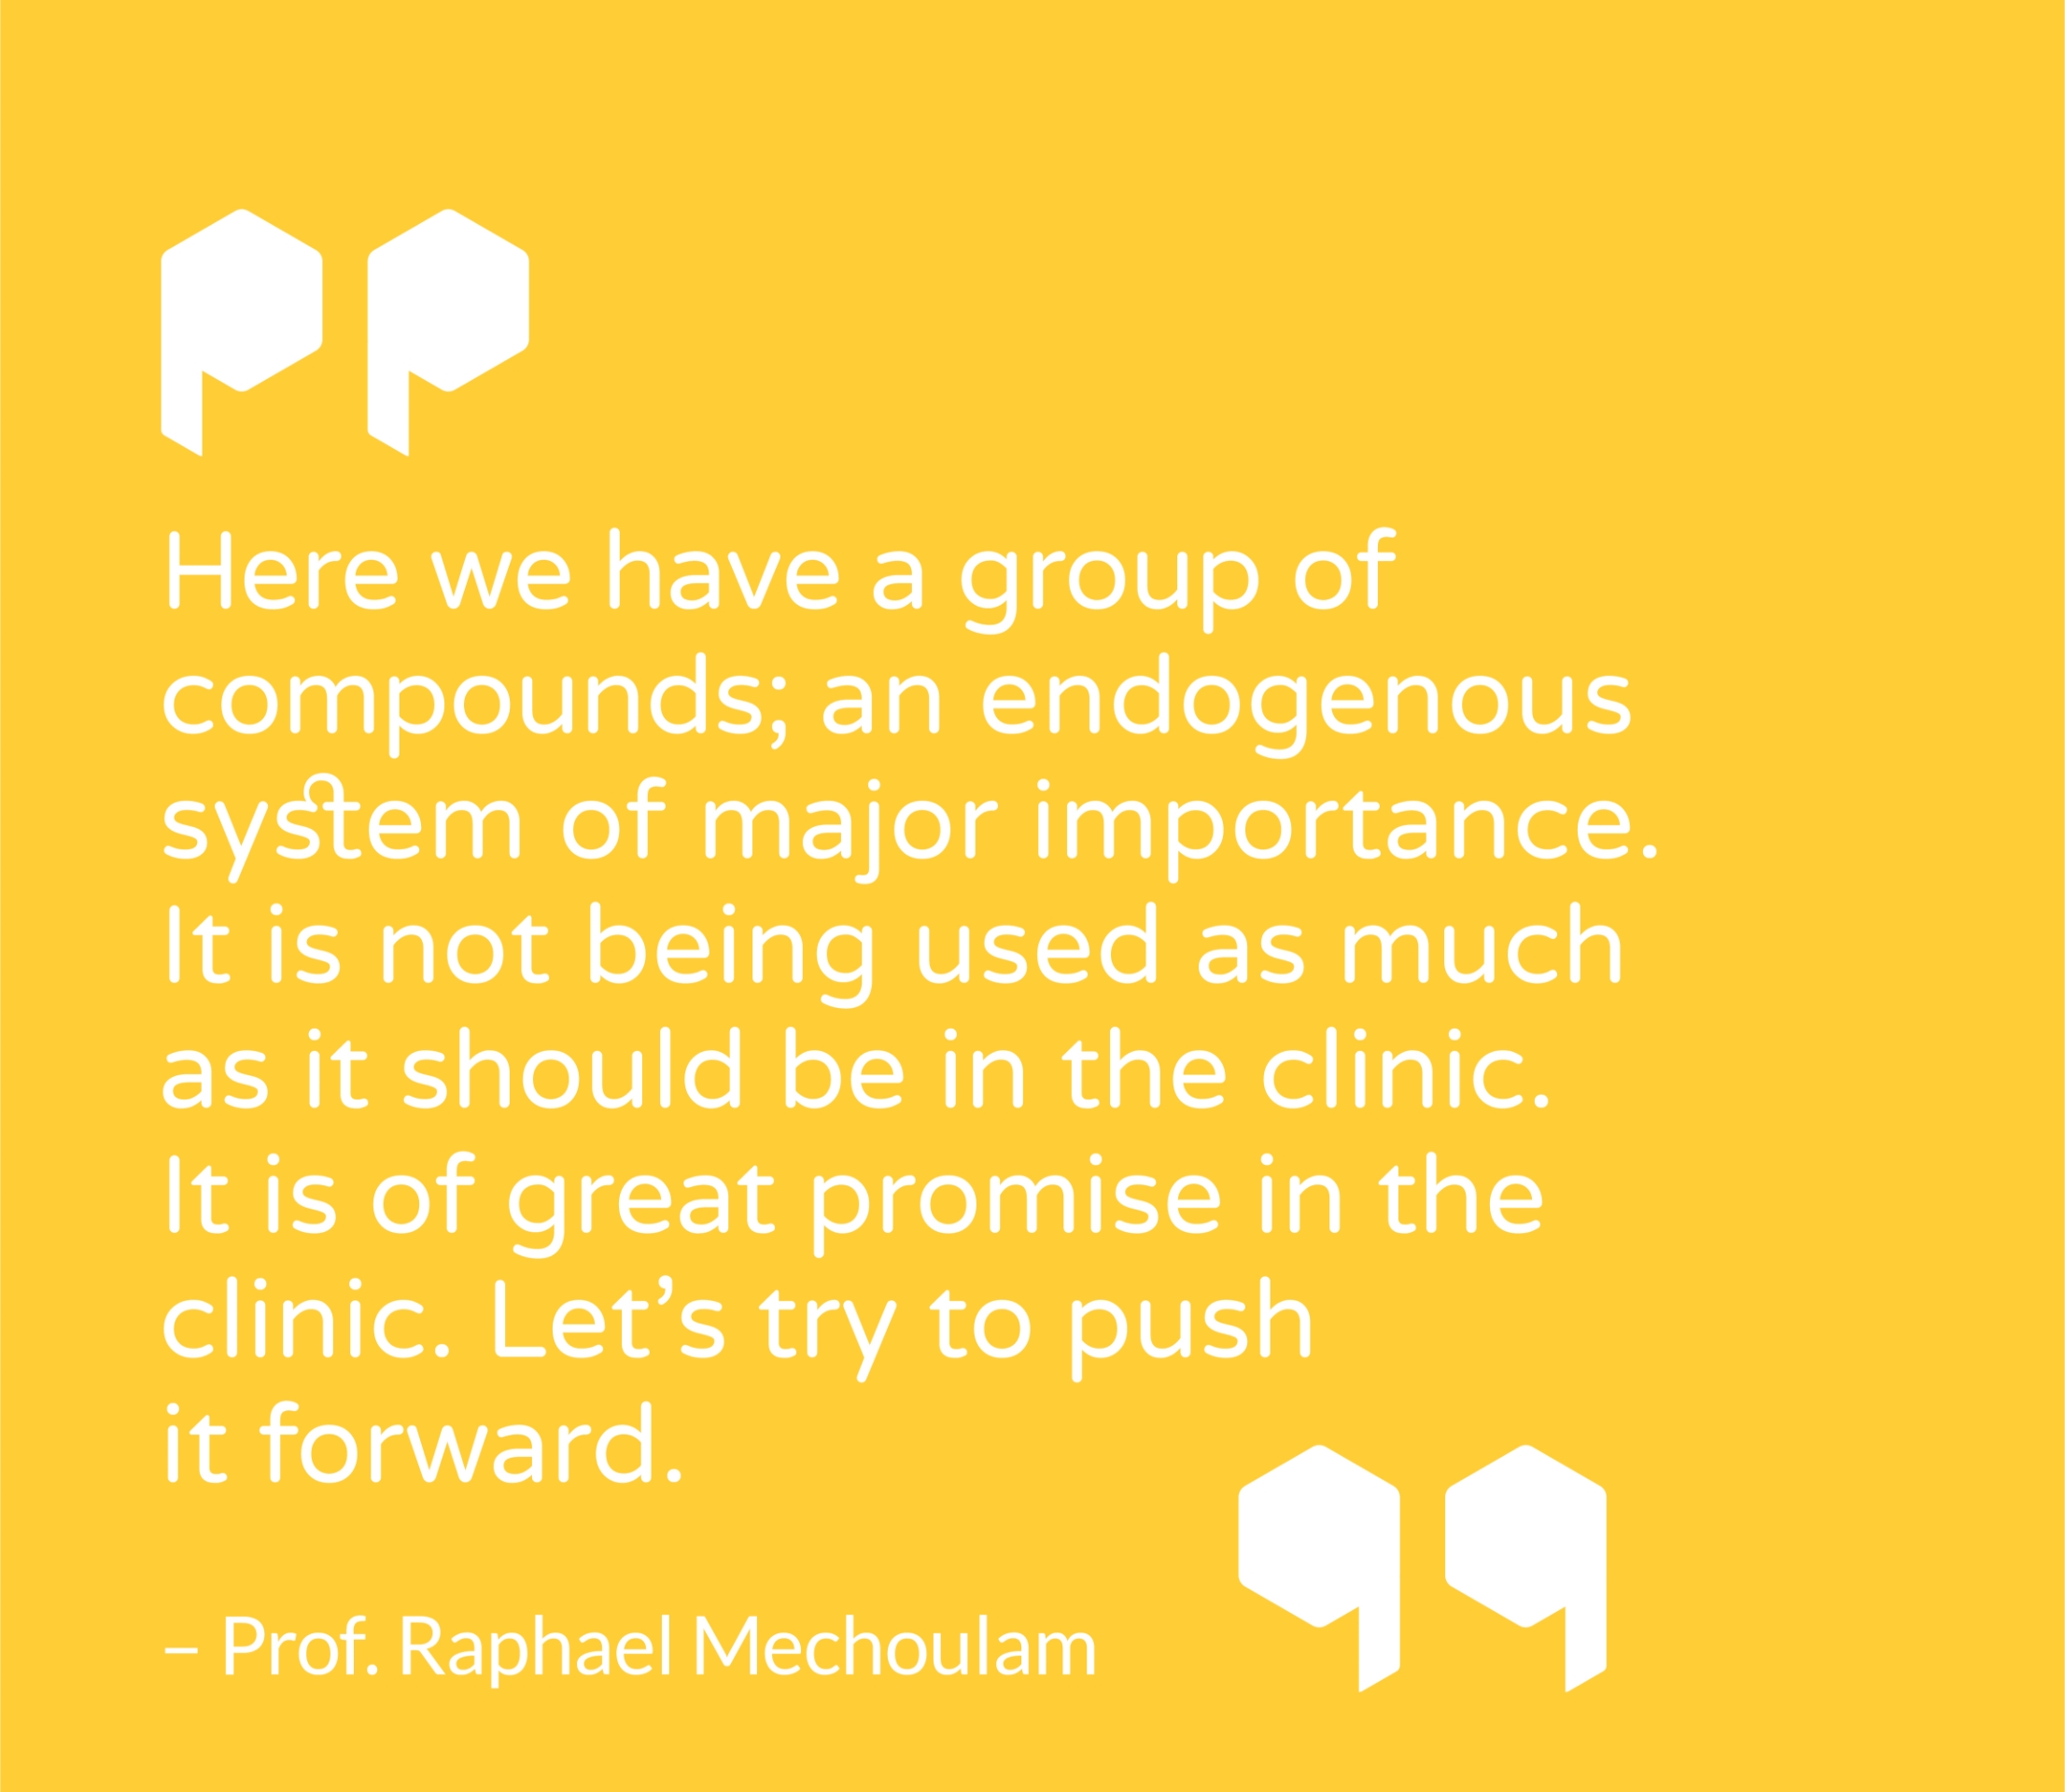 Here we have a group of
compounds; an endogenous
system of major importance.
It is not being used as much
as it should be in the clinic.
It is of great promise in the
clinic. Let’s try to push
it forward.
– Prof. Raphael Mechoulam